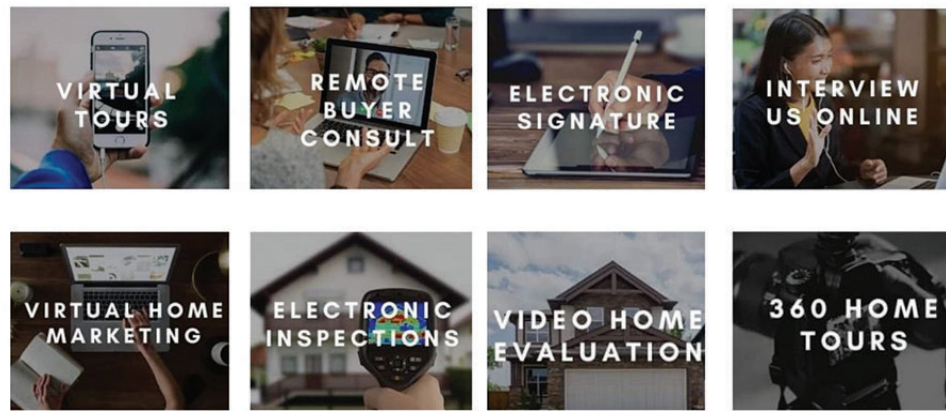 VIRTUAL
TOURS
REMOTE
BUYER
CONSULT
ELECTRONIC
SIGNATURE
INTERVIEW
US ONLINE
VIRTUAL HOME
MARKETING
ELECTRONIC
INSPECTIONS
VIDEO HOME
EVALUATION
360 HOME
TOURS